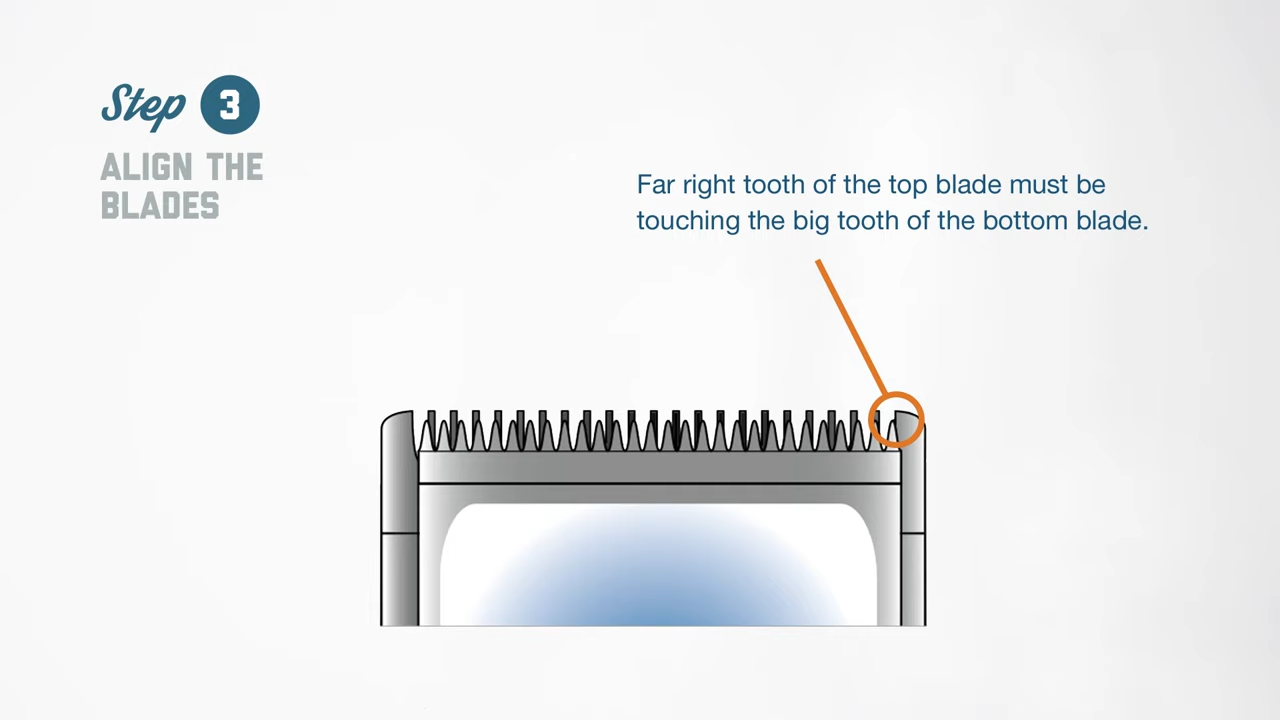 Step 3
ALIGN THE
BLADES
Far right tooth of the top blade must be
touching the big tooth of the bottom blade.